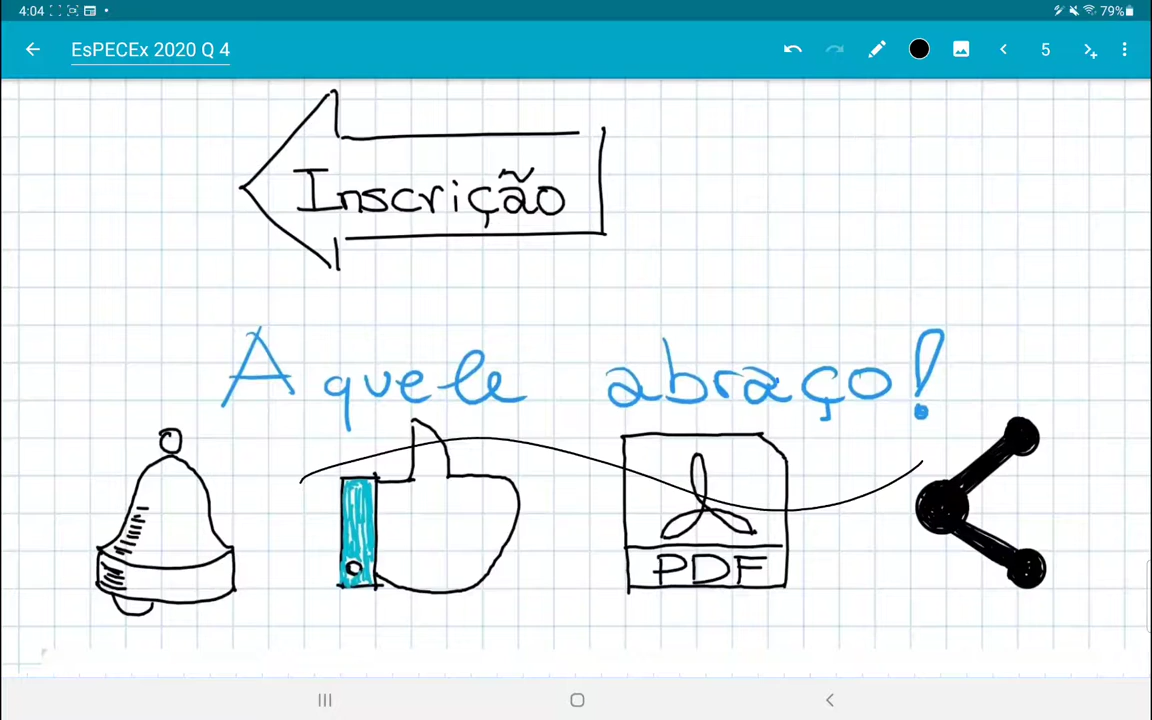 4:04 79%
EsPECEx 2020 Q 4 5
Inscrição
Aquele abraço!
PDF